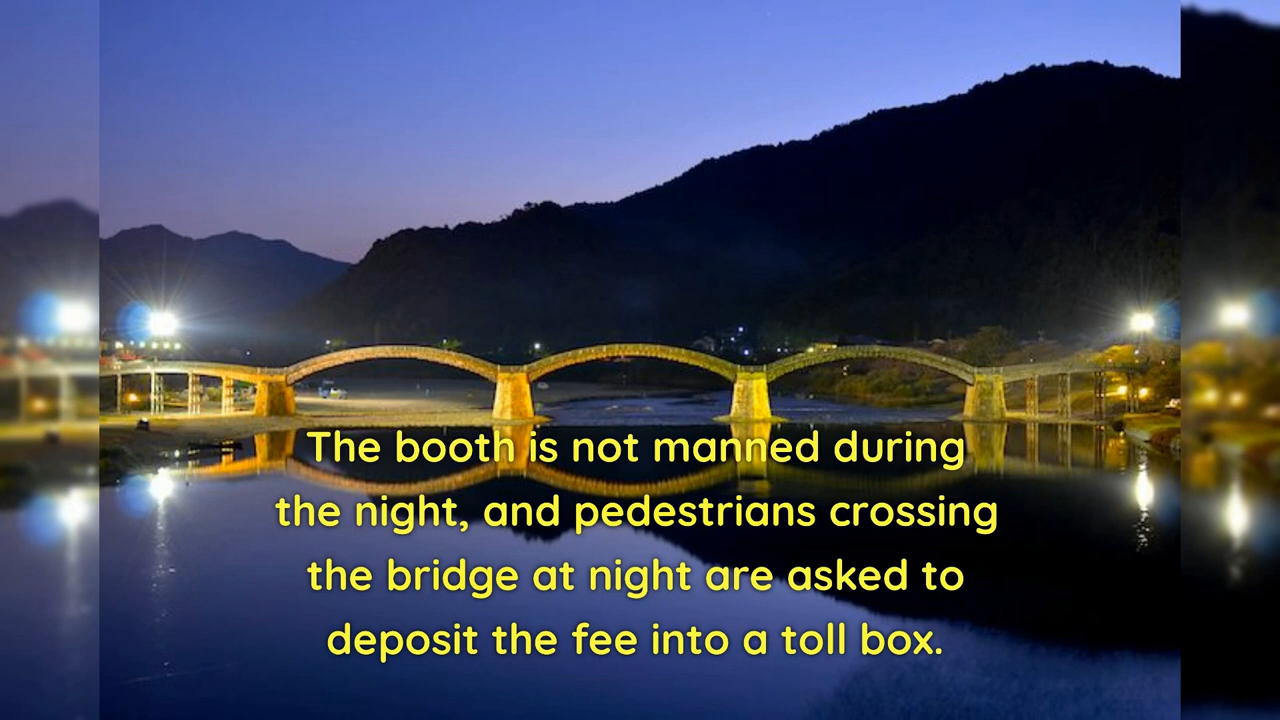 The booth is not manned during
the night, and pedestrians crossing
the bridge at night are asked to
deposit the fee into a toll box.